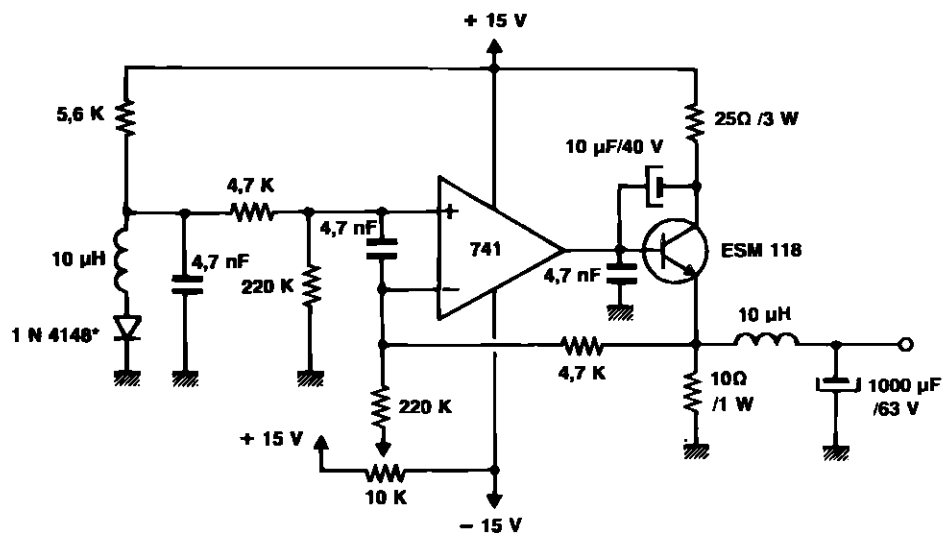 + 15 V
5,6 K
25Ω /3 W
10 µF/40 V
4,7 K
+
4,7 nF
741
ESM 118
10 µH
4,7 nF
4,7 nF
220 K
−
10 µH
1 N 4148*
4,7 K
10Ω
/1 W
1000 µF
/63 V
220 K
+ 15 V
10 K
− 15 V